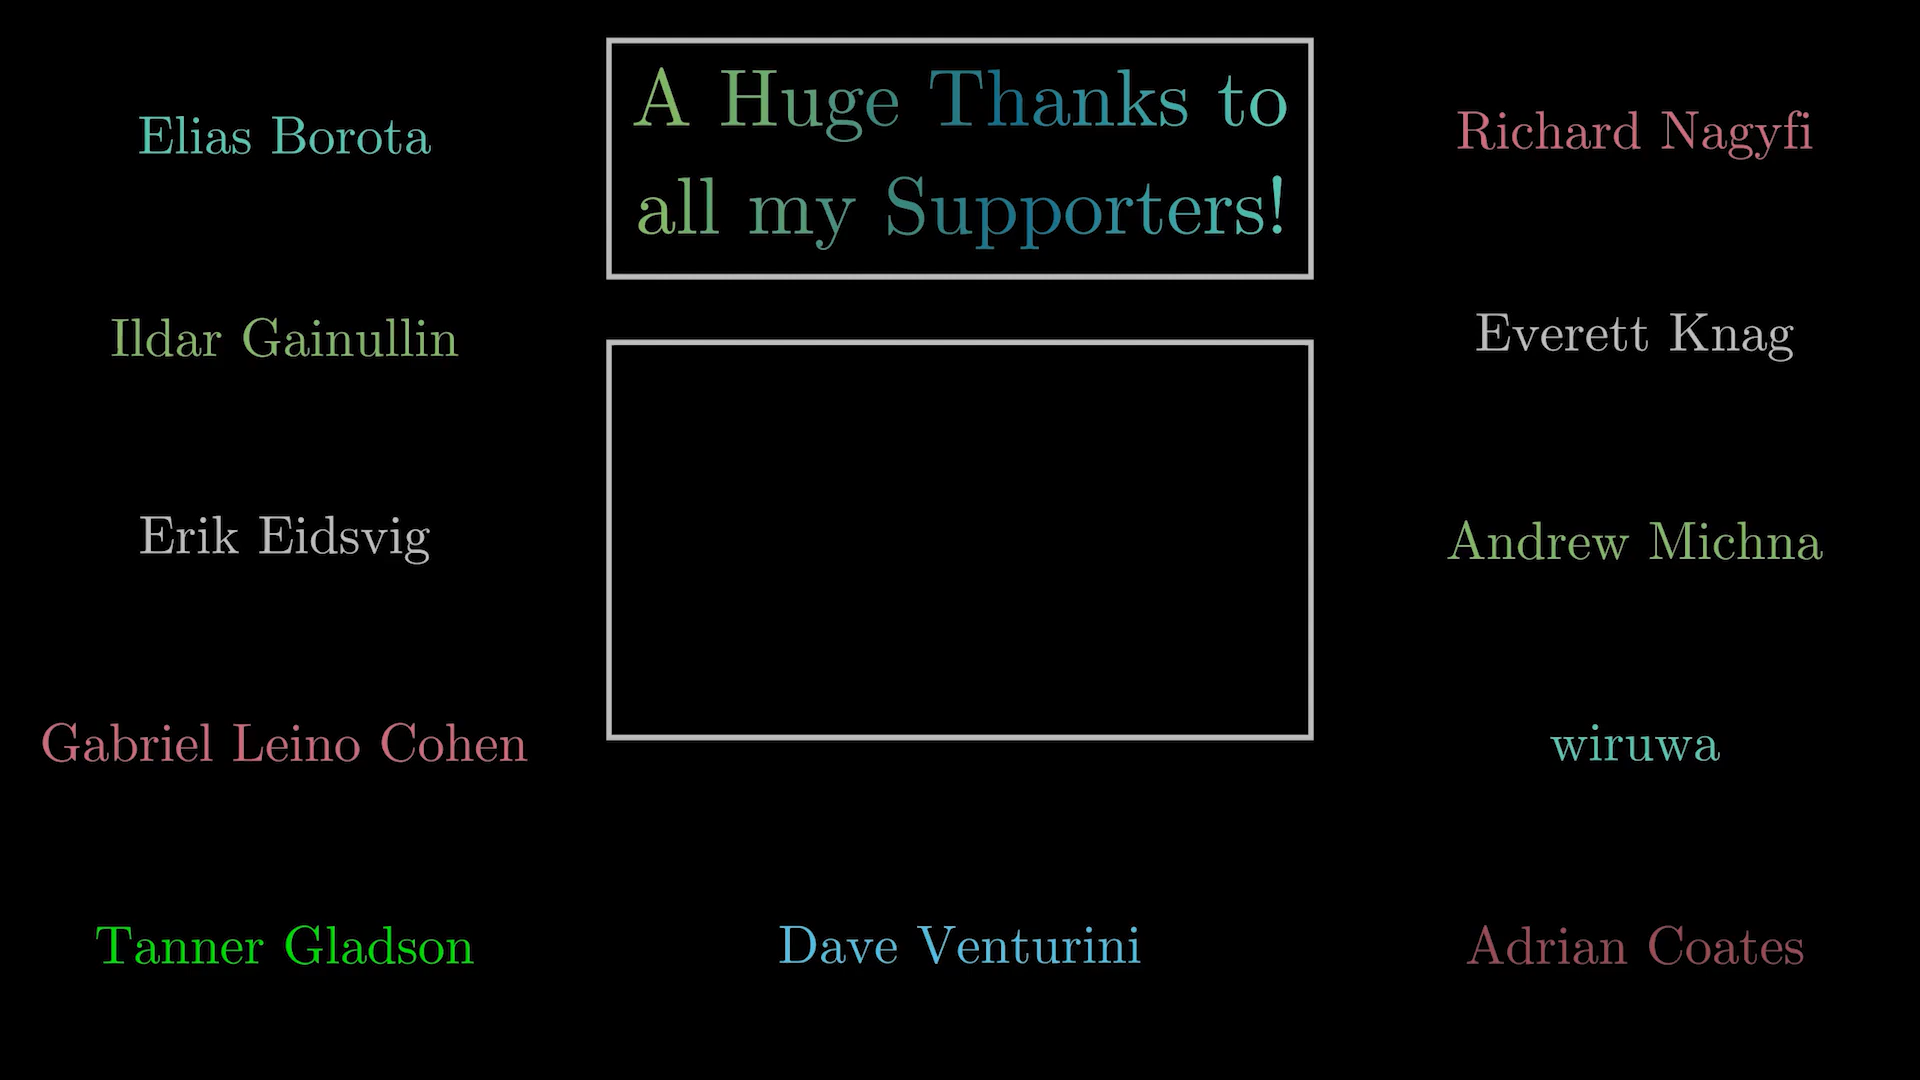 A Huge Thanks to
all my Supporters!
Elias Borota
Richard Nagyfi
Ildar Gainullin
Everett Knag
Erik Eidsvig
Andrew Michna
Gabriel Leino Cohen
wiruwa
Tanner Gladson
Dave Venturini
Adrian Coates